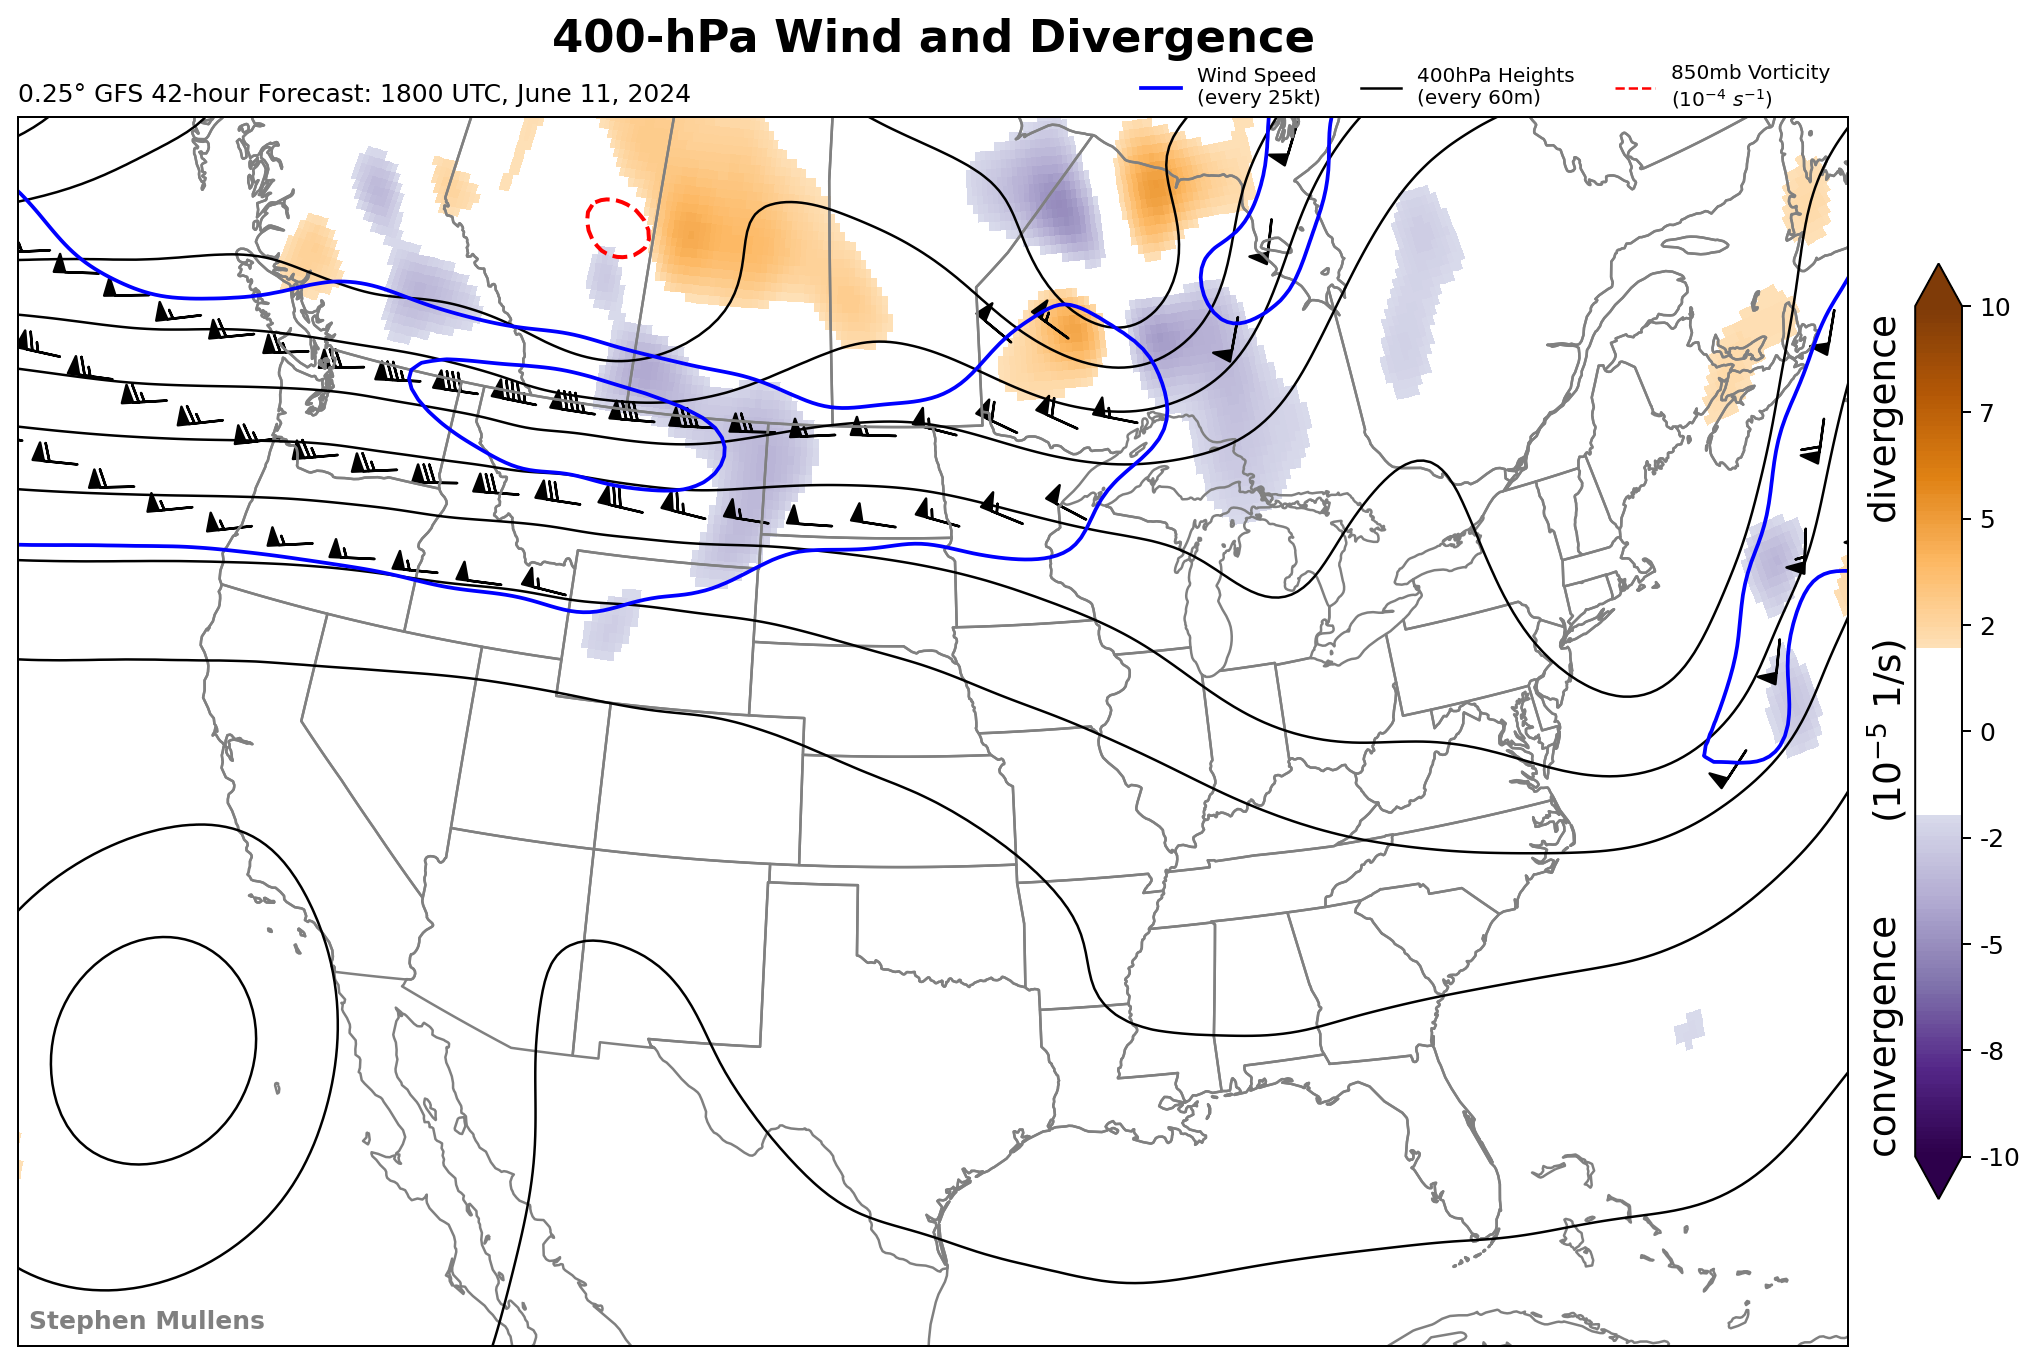 400-hPa Wind and Divergence
0.25° GFS 42-hour Forecast: 1800 UTC, June 11, 2024
Wind Speed
(every 25kt)
400hPa Heights
(every 60m)
850mb Vorticity
(10⁻⁴ s⁻¹)
10
7
5
2
0
-2
-5
-8
-10
convergence (10⁻⁵ 1/s) divergence
Stephen Mullens